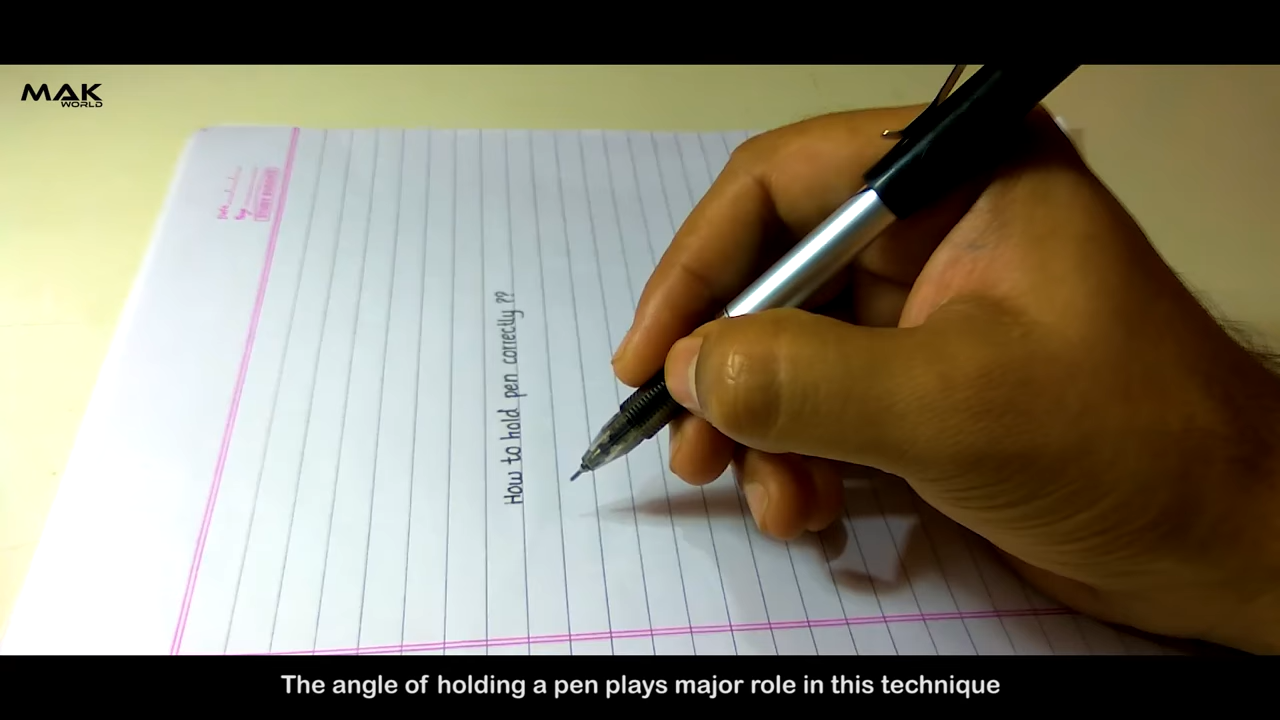 MAK
WORLD
How to hold pen correctly ??
The angle of holding a pen plays major role in this technique